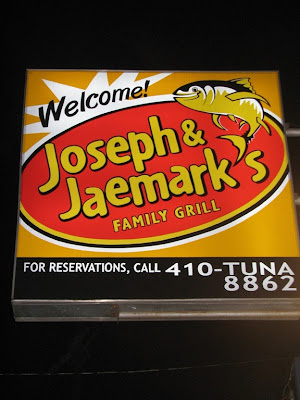 Welcome!
Joseph &
Jaemark's
FAMILY GRILL
FOR RESERVATIONS, CALL 410-TUNA
8862